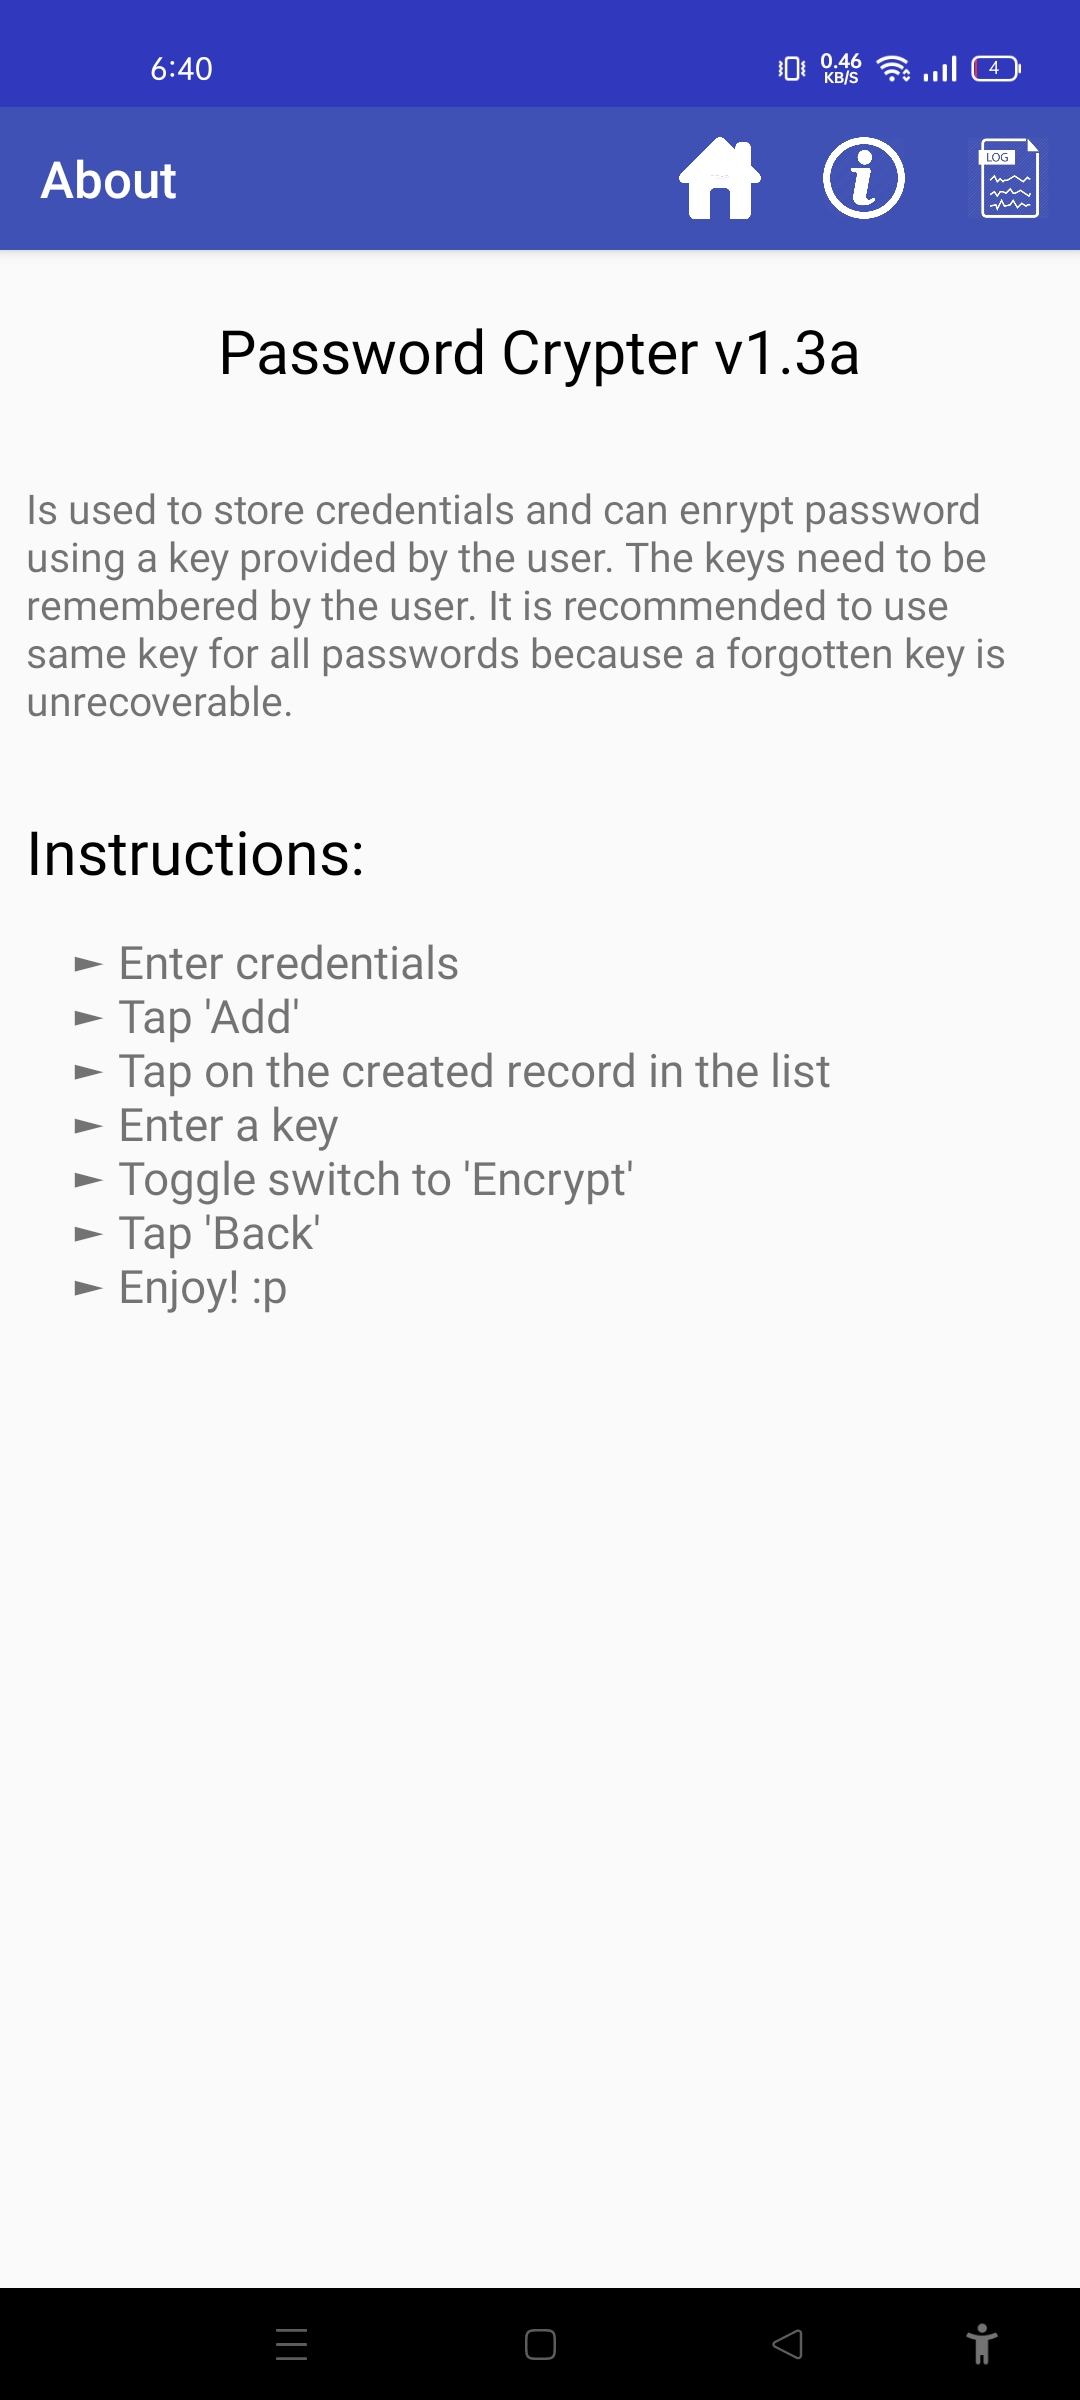 6:40
0.46
KB/S
4
About
LOG
Password Crypter v1.3a
Is used to store credentials and can enrypt password
using a key provided by the user. The keys need to be
remembered by the user. It is recommended to use
same key for all passwords because a forgotten key is
unrecoverable.
Instructions:
► Enter credentials
► Tap 'Add'
► Tap on the created record in the list
► Enter a key
► Toggle switch to 'Encrypt'
► Tap 'Back'
► Enjoy! :p